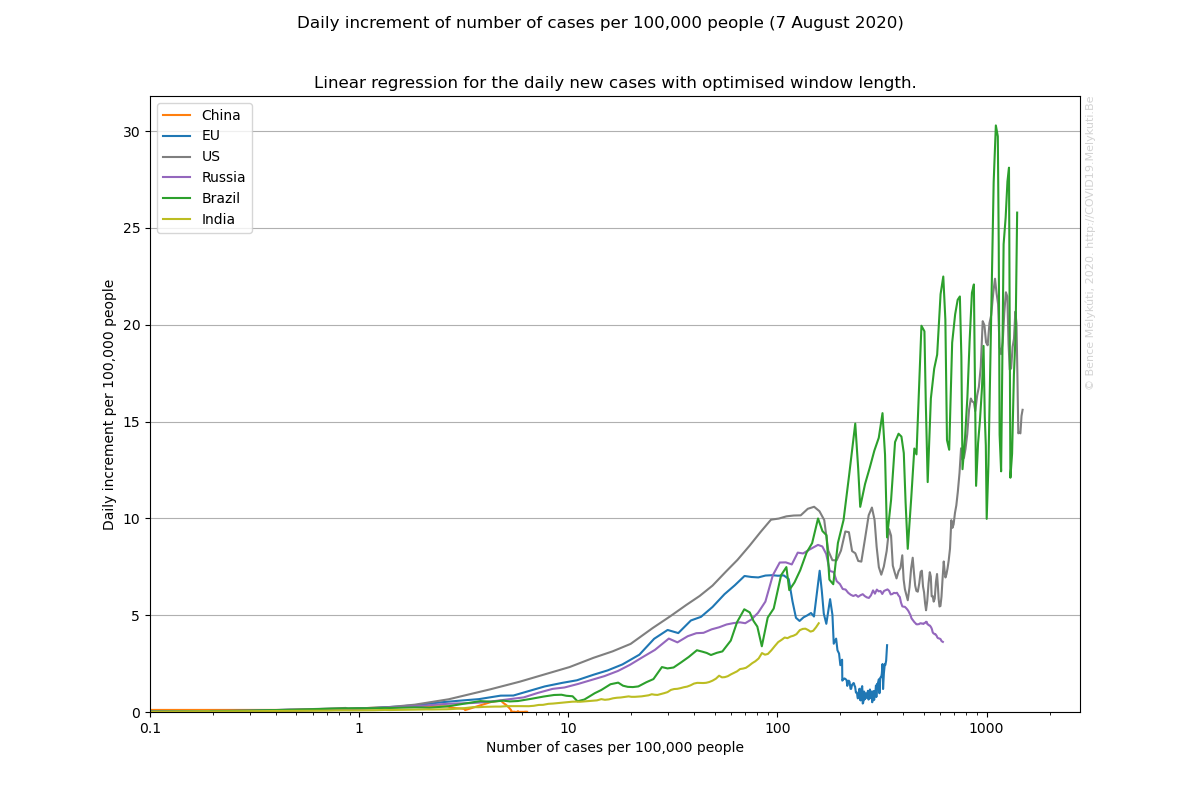 Daily increment of number of cases per 100,000 people (7 August 2020)
Linear regression for the daily new cases with optimised window length.
China
EU
US
Russia
Brazil
India
30
25
20
15
10
5
0
Daily increment per 100,000 people
0.1 1 10 100 1000
Number of cases per 100,000 people
© Bence Melykuti, 2020. http://COVID19.Melykuti.Be